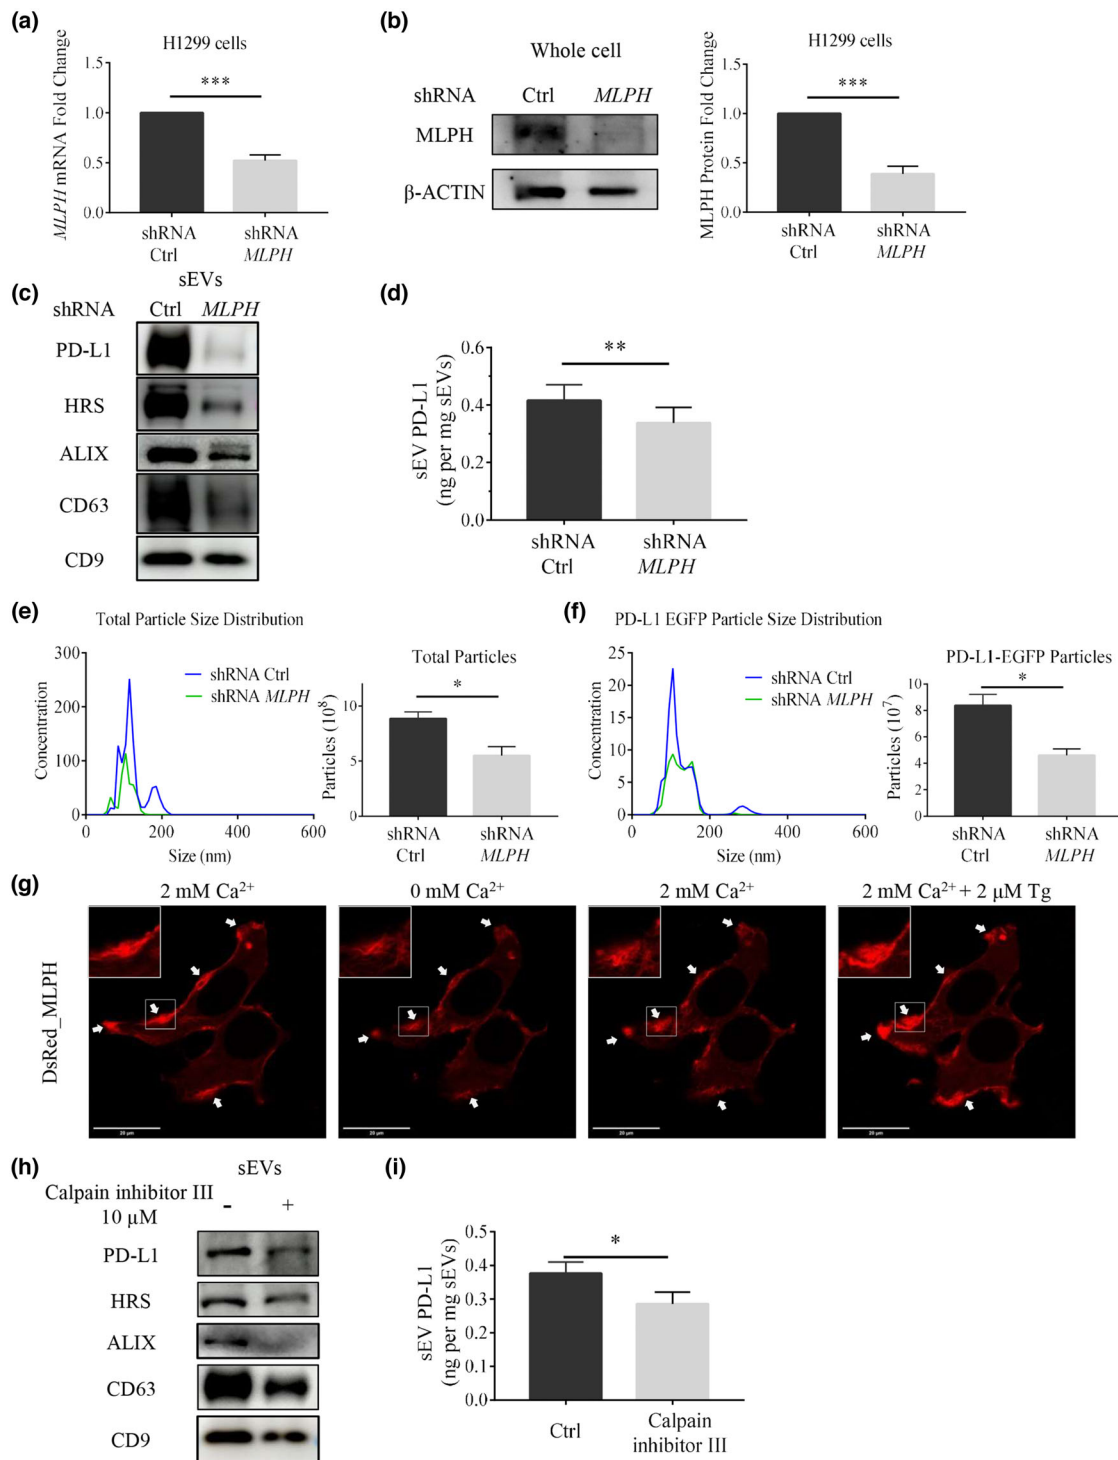 (a)
H1299 cells
MLPH mRNA Fold Change
***
1.0
0.5
0.0
shRNA Ctrl
shRNA MLPH
(b)
Whole cell
shRNA Ctrl MLPH
MLPH
β-ACTIN
H1299 cells
MLPH Protein Fold Change
***
1.5
1.0
0.5
0.0
shRNA Ctrl
shRNA MLPH
(c)
sEVs
shRNA Ctrl MLPH
PD-L1
HRS
ALIX
CD63
CD9
(d)
sEV PD-L1
(ng per mg sEVs)
**
0.6
0.4
0.2
0.0
shRNA Ctrl
shRNA MLPH
(e)
Total Particle Size Distribution
Concentration
300
200
100
0
shRNA Ctrl
shRNA MLPH
0 200 400 600
Size (nm)
Total Particles
Particles (10⁸)
*
10
5
0
shRNA Ctrl
shRNA MLPH
(f)
PD-L1 EGFP Particle Size Distribution
Concentration
25
20
15
10
5
0
shRNA Ctrl
shRNA MLPH
0 200 400 600
Size (nm)
PD-L1-EGFP Particles
Particles (10⁷)
*
10
8
6
4
2
0
shRNA Ctrl
shRNA MLPH
(g)
2 mM Ca²⁺
0 mM Ca²⁺
2 mM Ca²⁺
2 mM Ca²⁺ + 2 μM Tg
DsRed_MLPH
20 μm
20 μm
20 μm
20 μm
(h)
sEVs
Calpain inhibitor III
10 μM
- +
PD-L1
HRS
ALIX
CD63
CD9
(i)
sEV PD-L1
(ng per mg sEVs)
*
0.5
0.4
0.3
0.2
0.1
0.0
Ctrl
Calpain
inhibitor III